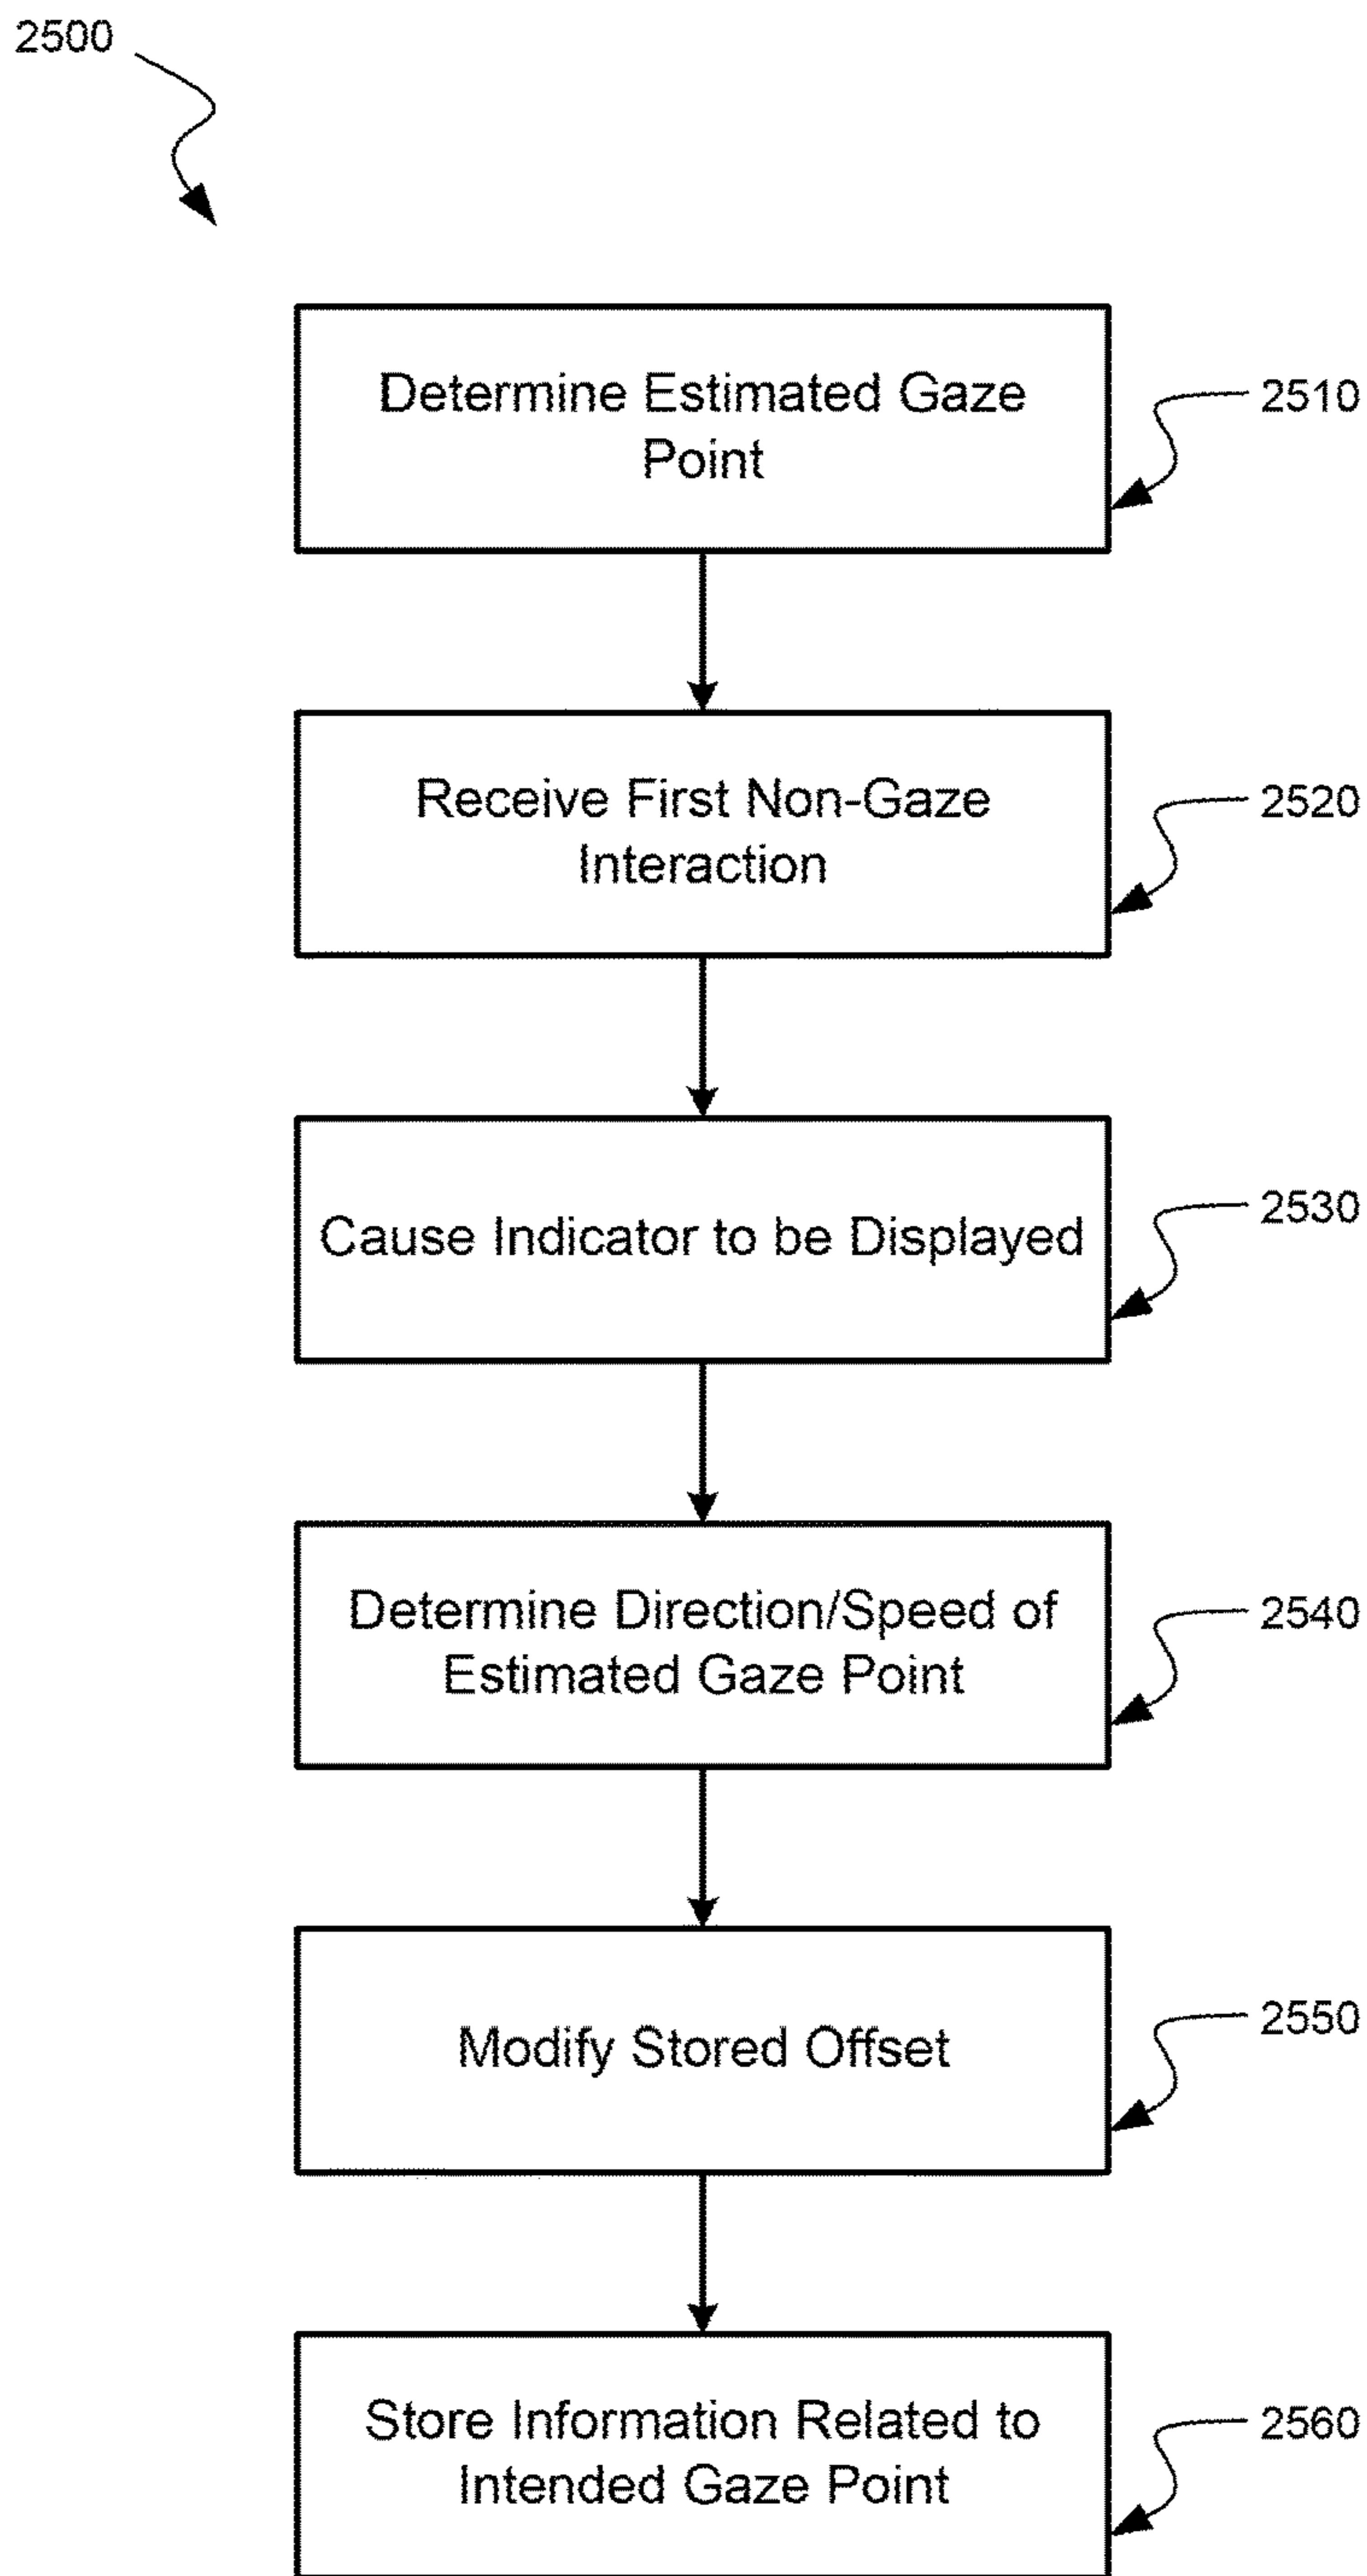 2500
Determine Estimated Gaze
Point
2510
Receive First Non-Gaze
Interaction
2520
Cause Indicator to be Displayed
2530
Determine Direction/Speed of
Estimated Gaze Point
2540
Modify Stored Offset
2550
Store Information Related to
Intended Gaze Point
2560